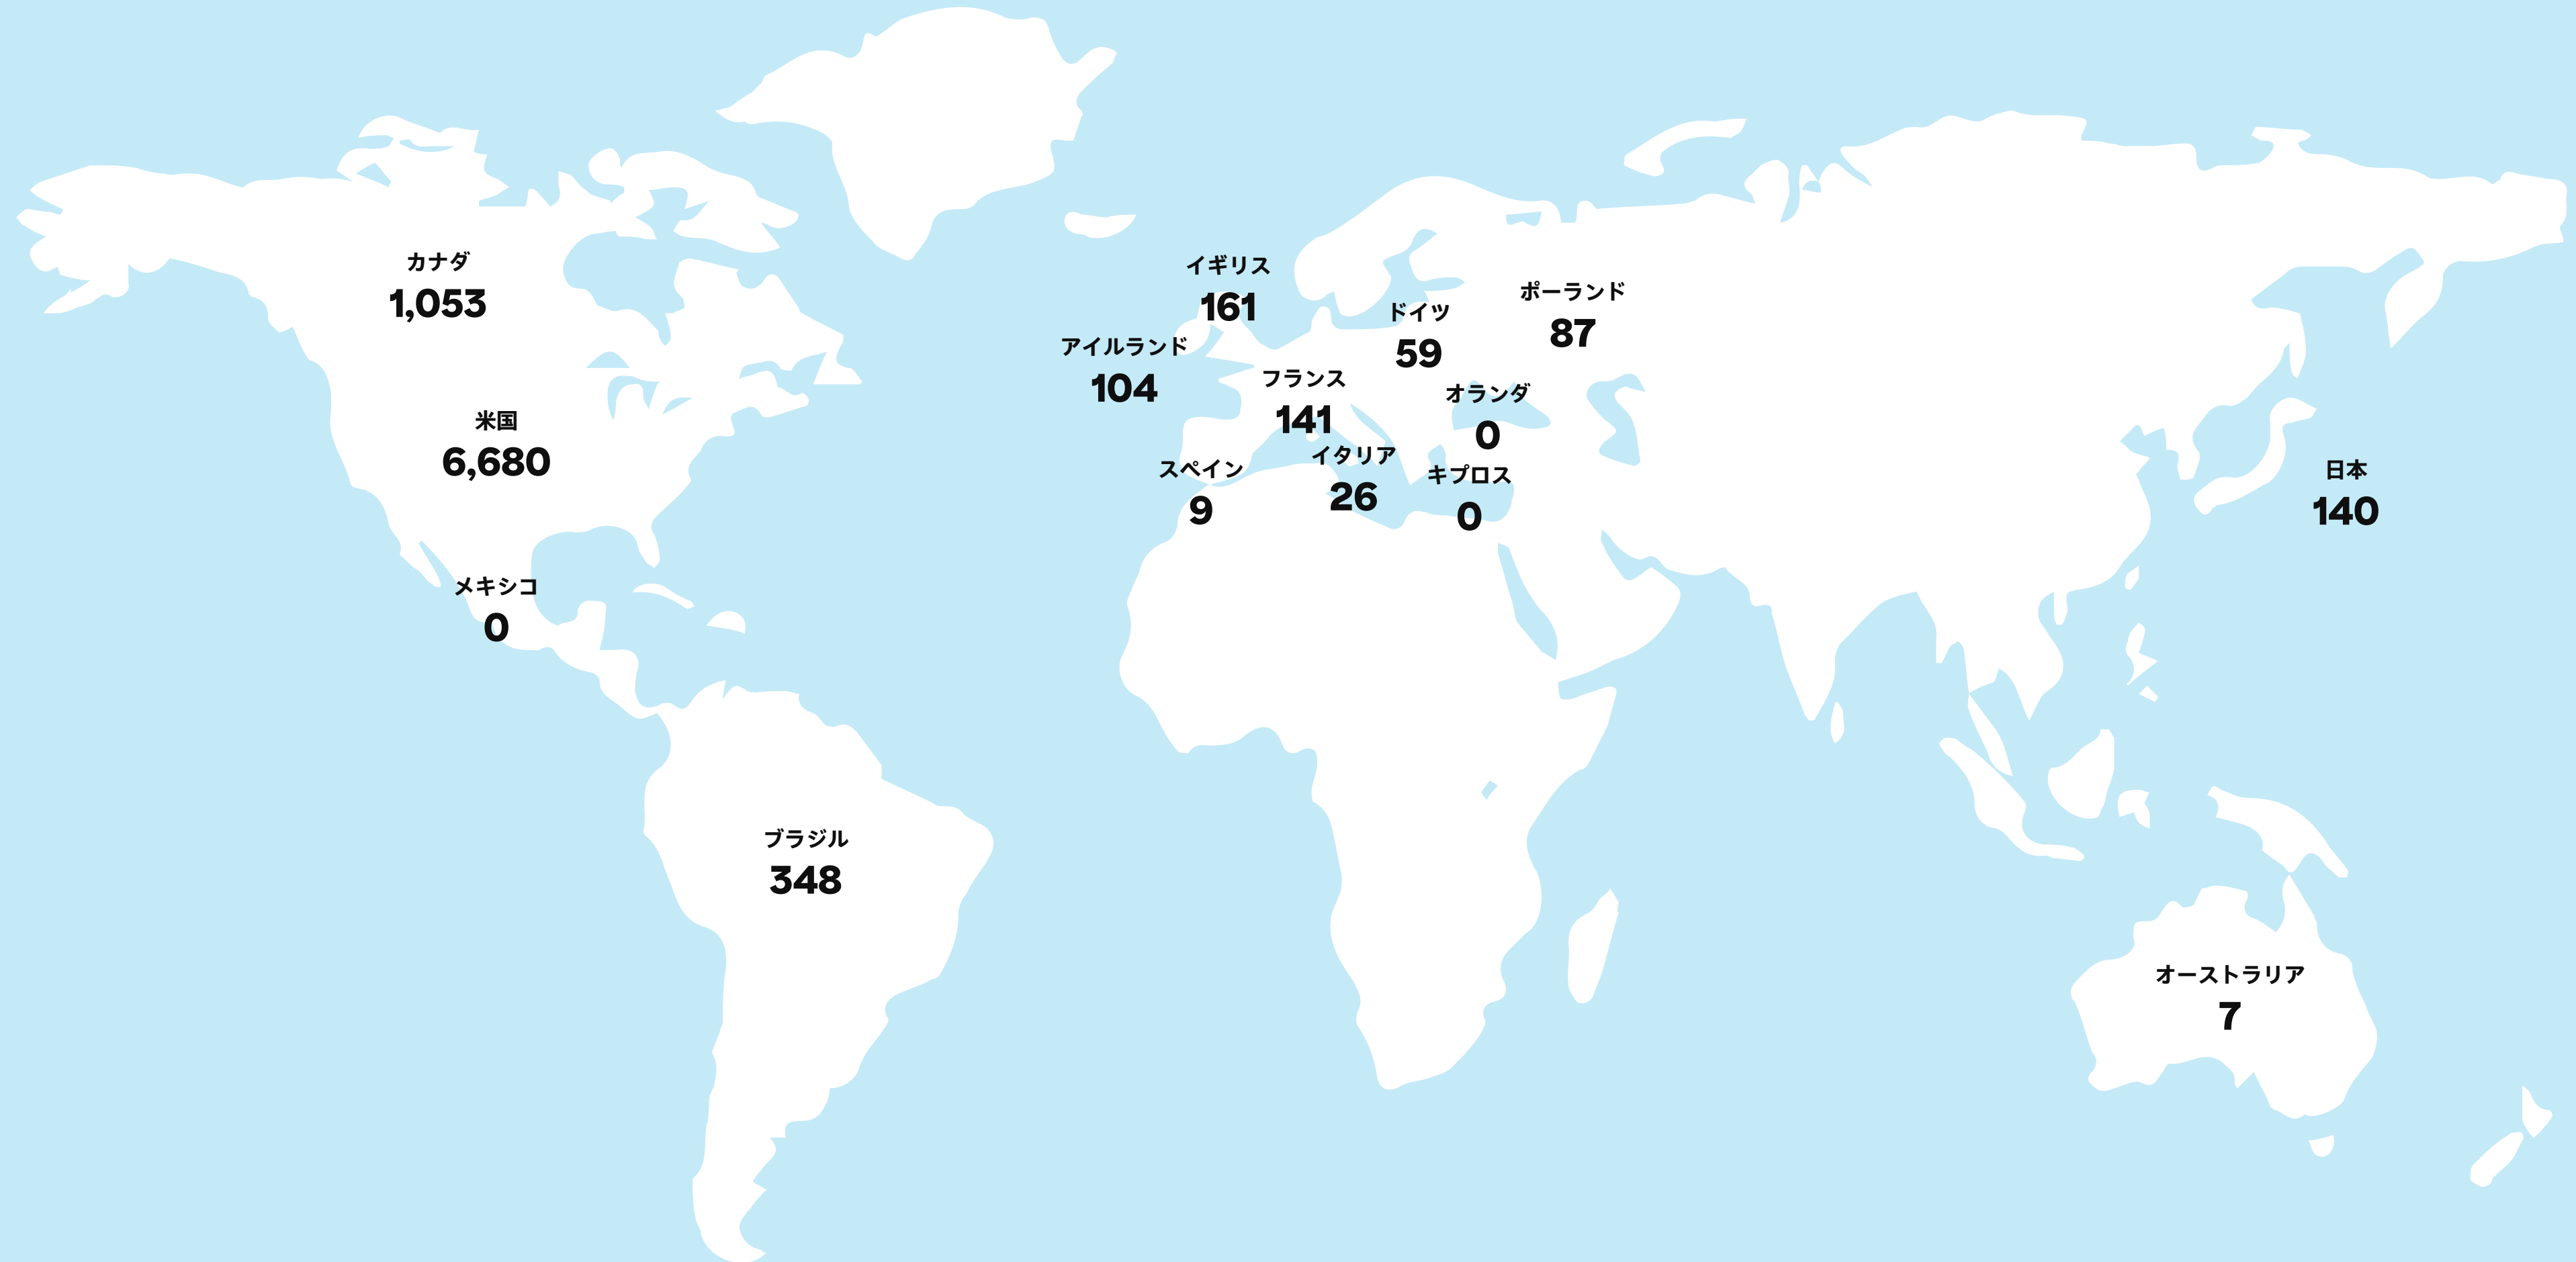 カナダ
1,053
米国
6,680
メキシコ
0
ブラジル
348
イギリス
161
アイルランド
104
ドイツ
59
ポーランド
87
フランス
141
オランダ
0
スペイン
9
イタリア
26
キプロス
0
日本
140
オーストラリア
7